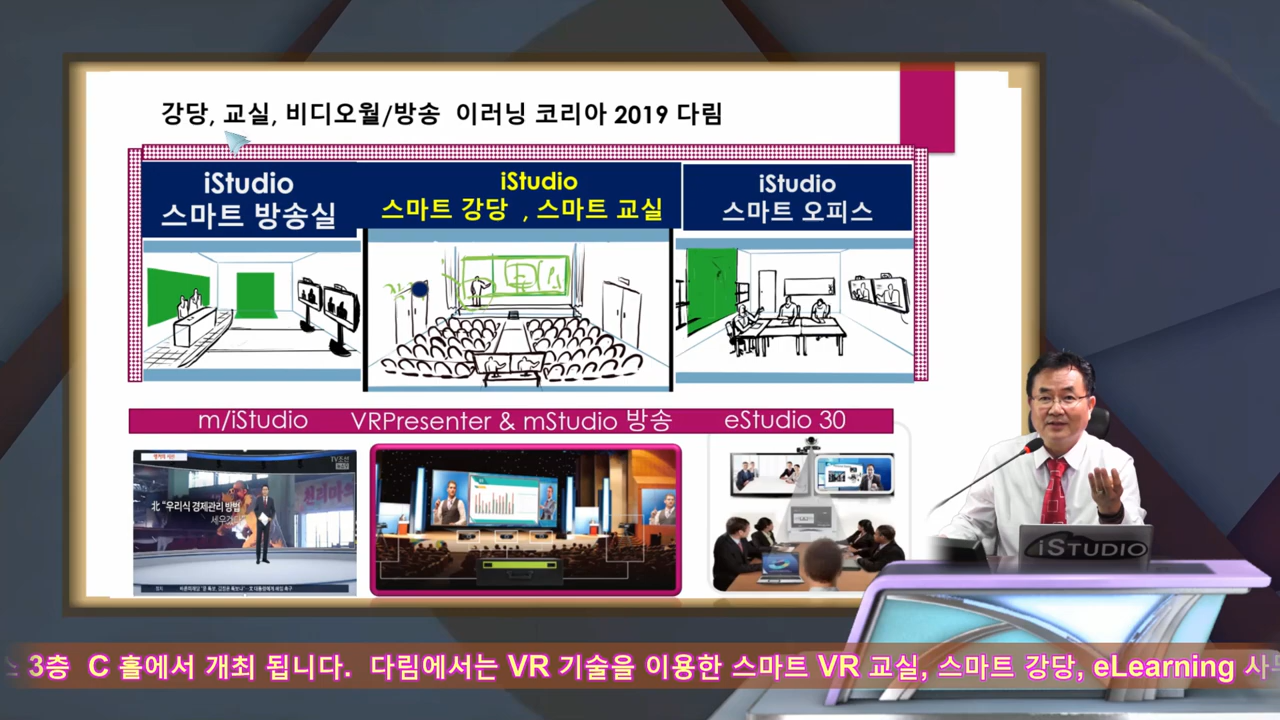 강당, 교실, 비디오월/방송 이러닝 코리아 2019 다림
iStudio
스마트 방송실
iStudio
스마트 강당 , 스마트 교실
iStudio
스마트 오피스
m/iStudio
VRPresenter & mStudio 방송
eStudio 30
TV조선
北 “우리식 경제관리 방법
iSTUDIO
3층 C 홀에서 개최 됩니다. 다림에서는 VR 기술을 이용한 스마트 VR 교실, 스마트 강당, eLearning 사